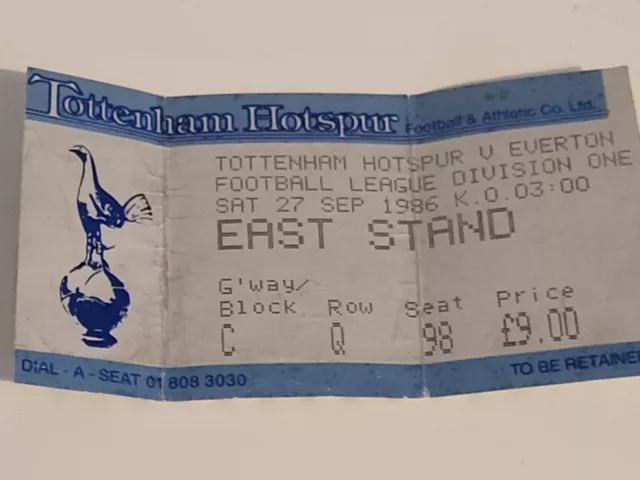 Tottenham Hotspur Football & Athletic Co. Ltd.
TOTTENHAM HOTSPUR V EVERTON
FOOTBALL LEAGUE DIVISION ONE
SAT 27 SEP 1986 K.O.03:00
EAST STAND
G'way/
Block Row Seat Price
C Q 98 £9.00
DIAL - A - SEAT 01 808 3030
TO BE RETAINED